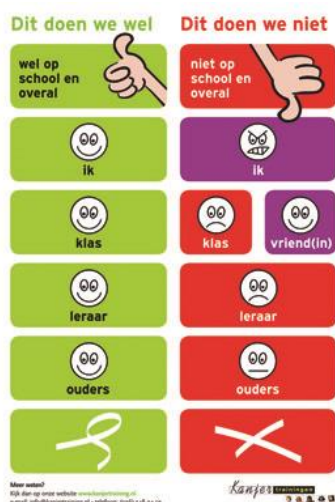 Dit doen we wel
Dit doen we niet
wel op
school en
overal
niet op
school en
overal
ik
ik
klas
klas
vriend(in)
leraar
leraar
ouders
ouders
Meer weten?
Kijk dan op onze website www.kanjertraining.nl
Kanjer trainingen